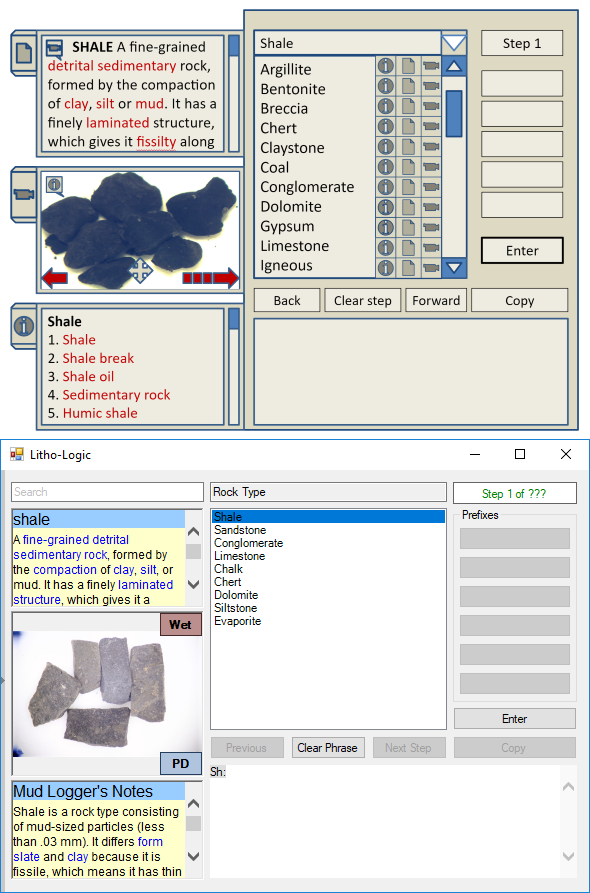 SHALE A fine-grained
detrital sedimentary rock,
formed by the compaction
of clay, silt or mud. It has a
finely laminated structure,
which gives it fissilty along
Shale
1. Shale
2. Shale break
3. Shale oil
4. Sedimentary rock
5. Humic shale
Shale
Argillite
Bentonite
Breccia
Chert
Claystone
Coal
Conglomerate
Dolomite
Gypsum
Limestone
Igneous
Step 1
Enter
Back
Clear step
Forward
Copy
Litho-Logic
Search
shale
A fine-grained detrital
sedimentary rock, formed by
the compaction of clay, silt, or
mud. It has a finely laminated
structure, which gives it a
Wet
PD
Mud Logger's Notes
Shale is a rock type consisting
of mud-sized particles (less
than .03 mm). It differs form
slate and clay because it is
fissile, which means it has thin
Rock Type
Shale
Sandstone
Conglomerate
Limestone
Chalk
Chert
Dolomite
Siltstone
Evaporite
Step 1 of ???
Prefixes
Enter
Previous
Clear Phrase
Next Step
Copy
Sh: